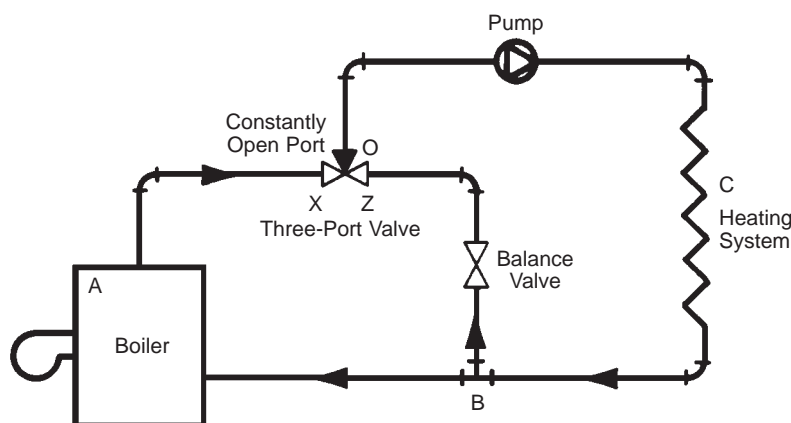 Pump
Constantly
Open Port
O
X
Z
Three-Port Valve
C
Heating
System
Balance
Valve
A
Boiler
B